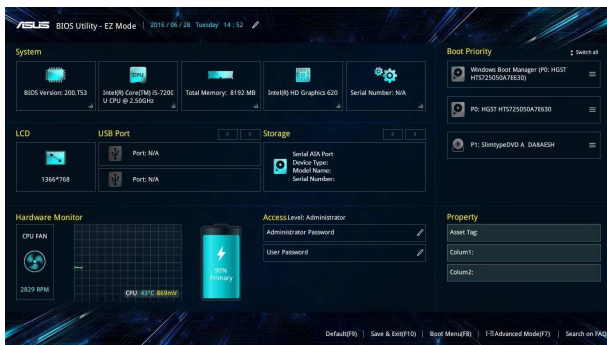 ASUS BIOS Utility - EZ Mode 2016 / 06 / 28 Tuesday 14 : 52
System
BIOS Version: 200.T53
CPU
Intel(R) Core(TM) i5-7200
U CPU @ 2.50GHz
Total Memory: 8192 MB
Intel(R) HD Graphics 620
Serial Number: N/A
Boot Priority
Switch all
Windows Boot Manager (P0: HGST
HTS725050A7E630)
P0: HGST HTS725050A7E630
P1: SlimtypeDVD A DA8AESH
LCD
1366*768
USB Port
Port: N/A
Port: N/A
Storage
Serial ATA Port
Device Type:
Model Name:
Serial Number:
Hardware Monitor
CPU FAN
2829 RPM
CPU 43°C 869mV
90%
Primary
Access Level: Administrator
Administrator Password
User Password
Property
Asset Tag:
Colum1:
Colum2:
Default(F9) | Save & Exit(F10) | Boot Menu(F8) | Advanced Mode(F7) | Search on FAQ